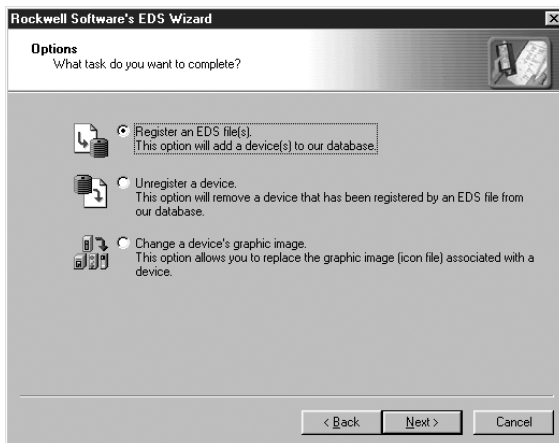 Rockwell Software's EDS Wizard
Options
What task do you want to complete?
Register an EDS file(s).
This option will add a device(s) to our database.
Unregister a device.
This option will remove a device that has been registered by an EDS file from
our database.
Change a device's graphic image.
This option allows you to replace the graphic image (icon file) associated with a
device.
< Back
Next >
Cancel